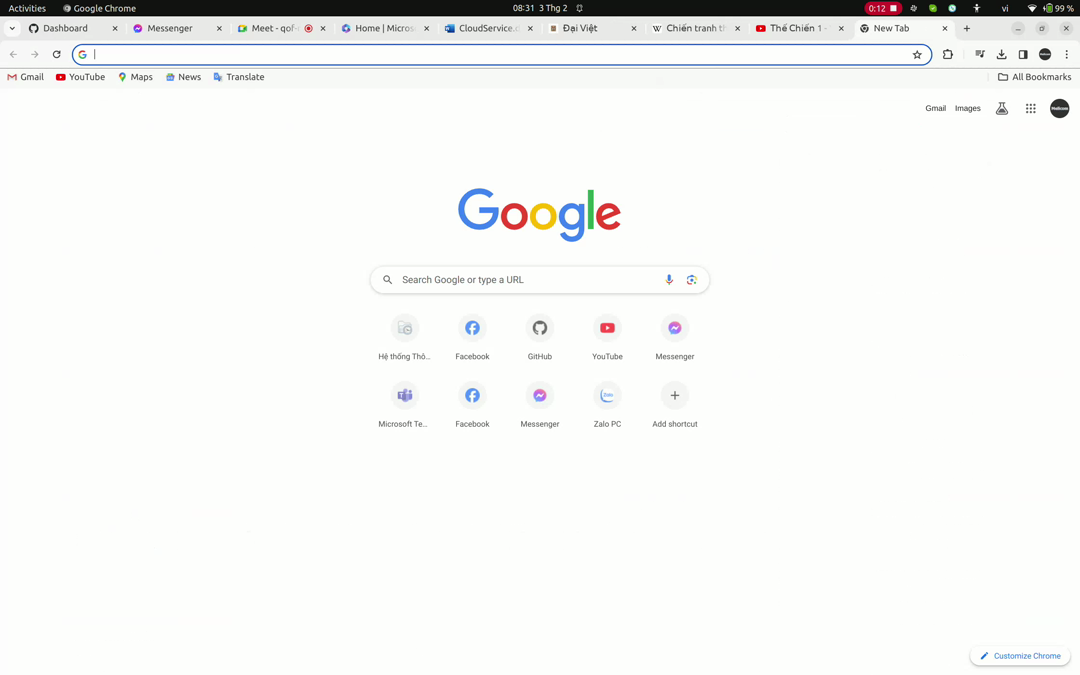 Activities
Google Chrome
08:31 3 Thg 2
0:12
vi
99 %
Dashboard
Messenger
Meet - qof
Home | Micros
CloudService.c
Đại Việt
Chiến tranh th
Thế Chiến 1 -
New Tab
Gmail
YouTube
Maps
News
Translate
All Bookmarks
Gmail
Images
Google
Search Google or type a URL
Hệ thống Thô...
Facebook
GitHub
YouTube
Messenger
Microsoft Te...
Facebook
Messenger
Zalo PC
Add shortcut
Customize Chrome